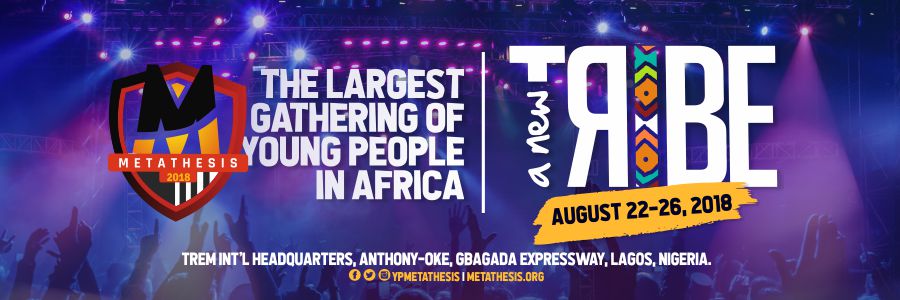 M
METATHESIS
2018
THE LARGEST
GATHERING OF
YOUNG PEOPLE
IN AFRICA
a new
TRIBE
AUGUST 22-26, 2018
TREM INT'L HEADQUARTERS, ANTHONY-OKE, GBAGADA EXPRESSWAY, LAGOS, NIGERIA.
YPMETATHESIS | METATHESIS.ORG